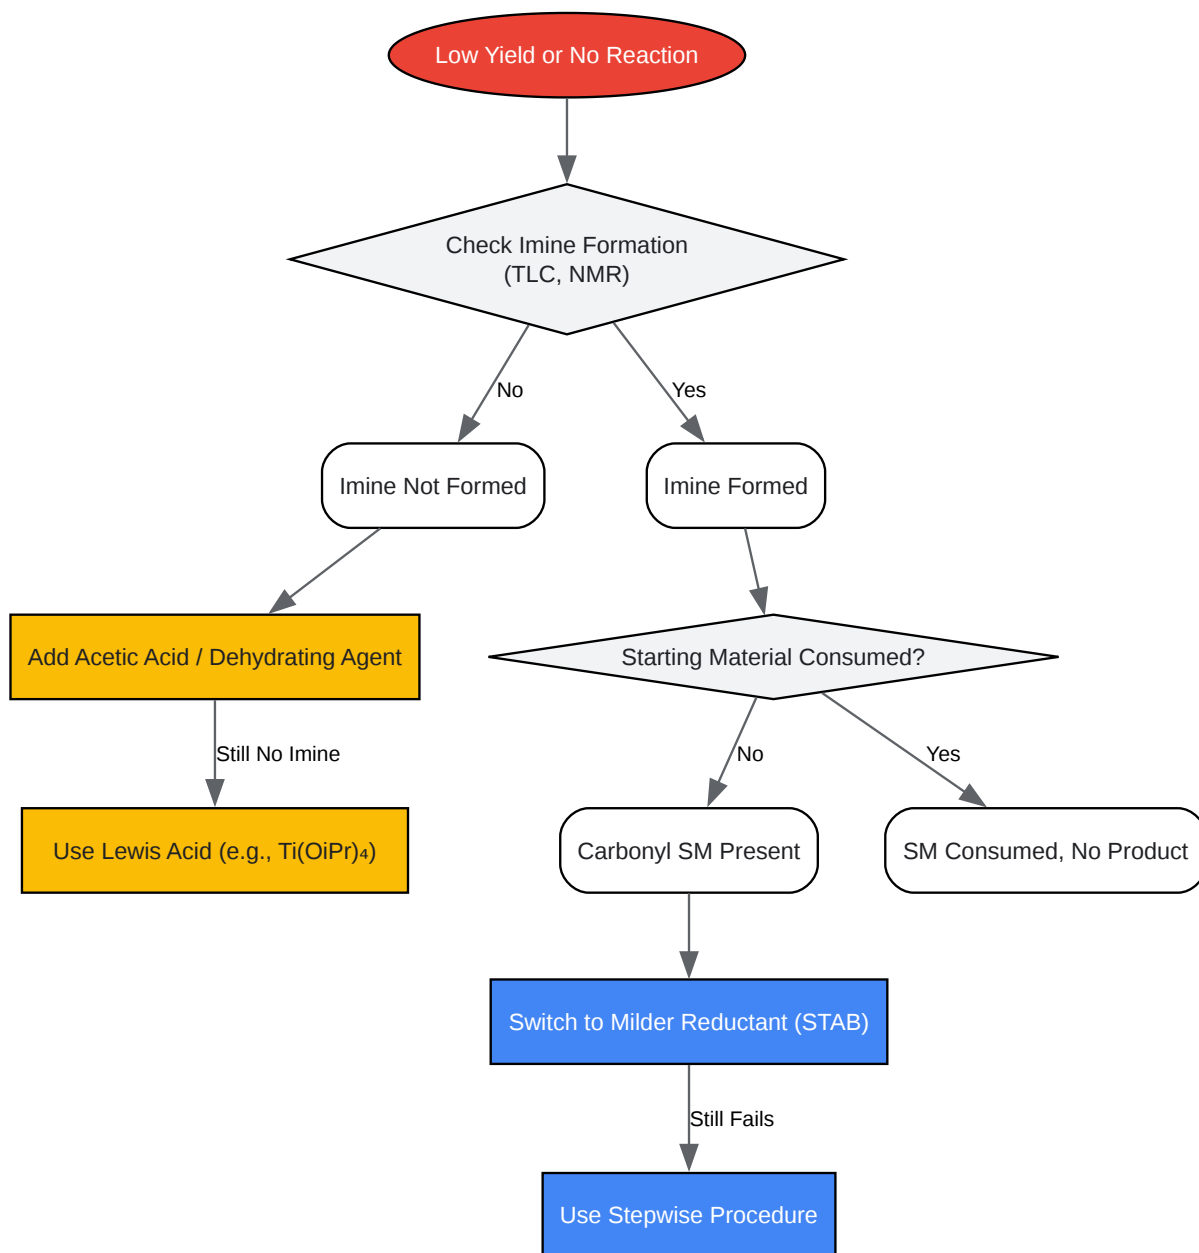 Low Yield or No Reaction
Check Imine Formation
(TLC, NMR)
No
Yes
Imine Not Formed
Imine Formed
Add Acetic Acid / Dehydrating Agent
Starting Material Consumed?
Still No Imine
No
Yes
Use Lewis Acid (e.g., Ti(OiPr)₄)
Carbonyl SM Present
SM Consumed, No Product
Switch to Milder Reductant (STAB)
Still Fails
Use Stepwise Procedure